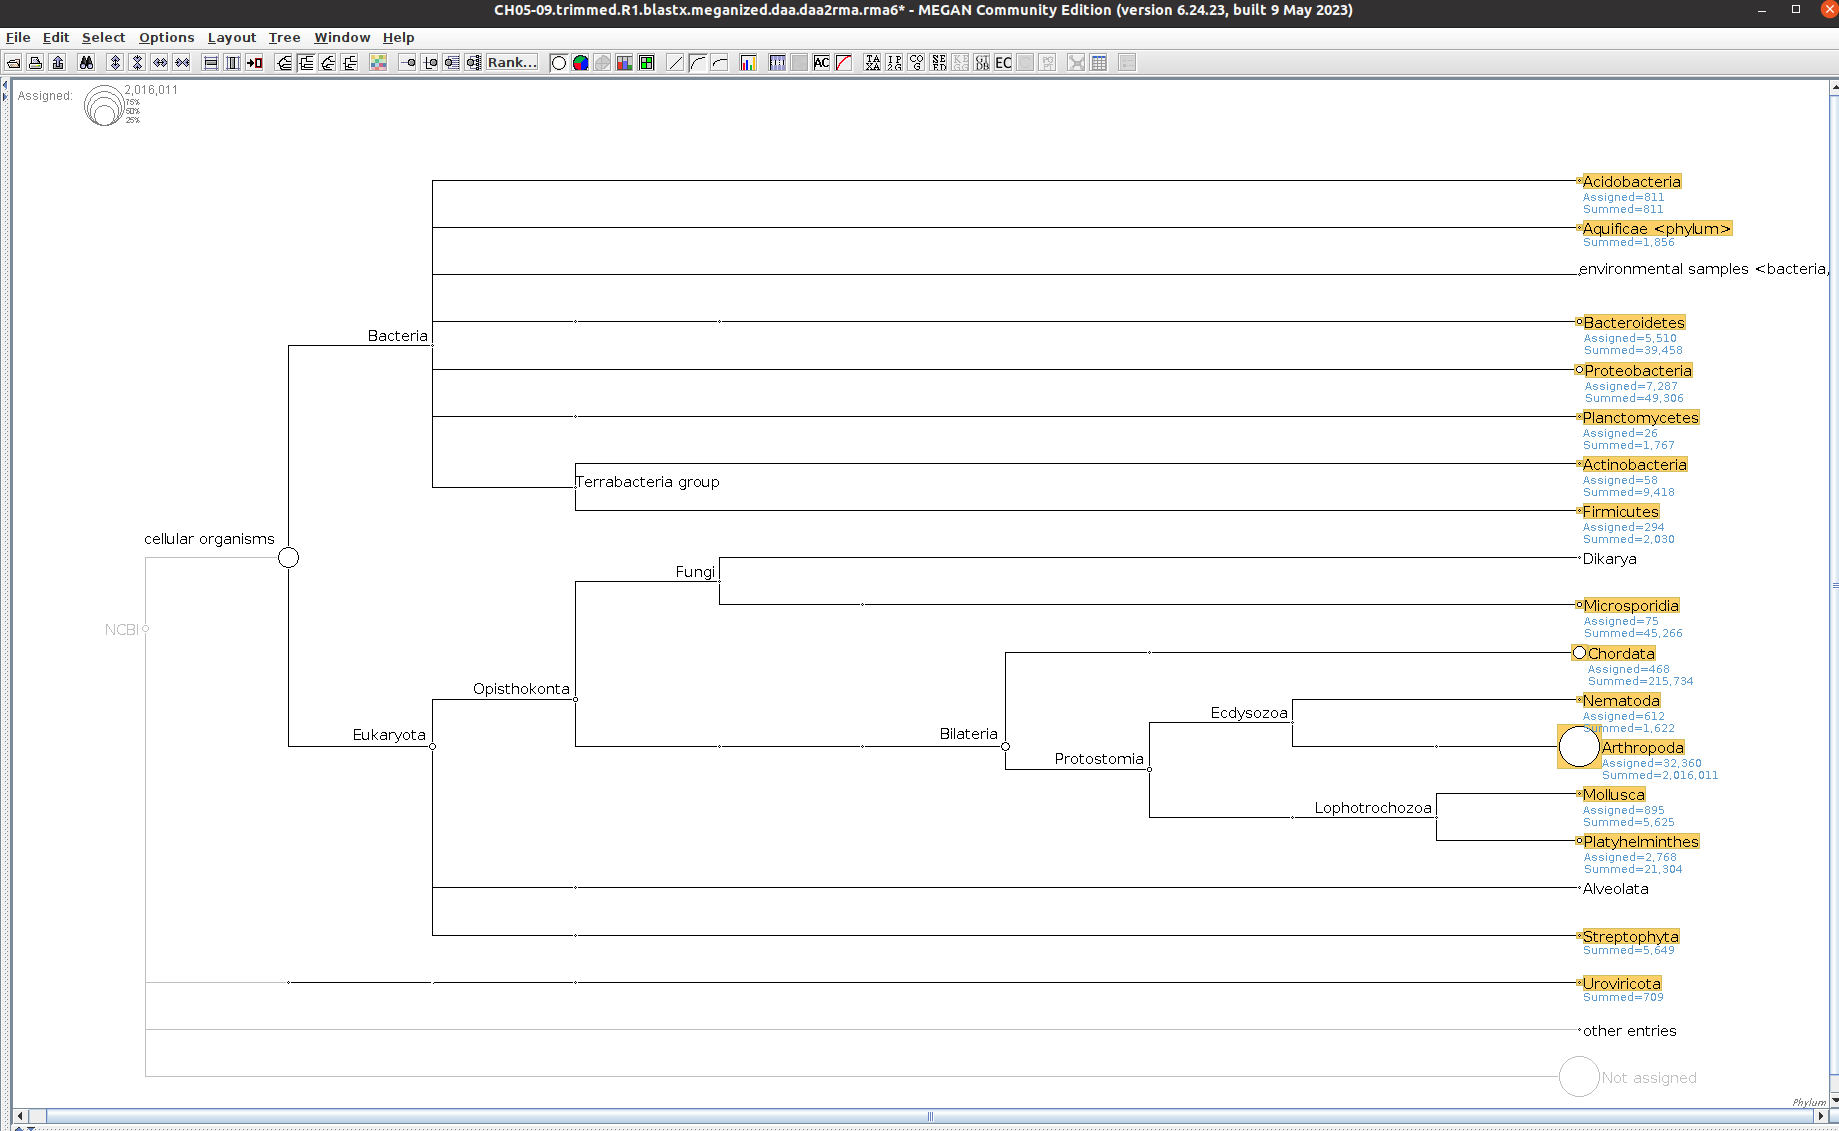 CH05-09.trimmed.R1.blastx.meganized.daa.daa2rma.rma6* - MEGAN Community Edition (version 6.24.23, built 9 May 2023)
File Edit Select Options Layout Tree Window Help
Rank... AC EC
Assigned: 2,016,011
75%
50%
25%
Acidobacteria
Assigned=811
Summed=811
Aquificae <phylum>
Summed=1,856
environmental samples <bacteria,
Bacteroidetes
Assigned=5,510
Summed=39,458
Bacteria
Proteobacteria
Assigned=7,287
Summed=49,306
Planctomycetes
Assigned=26
Summed=1,767
Actinobacteria
Assigned=58
Summed=9,418
Terrabacteria group
Firmicutes
Assigned=294
Summed=2,030
cellular organisms
Dikarya
Fungi
Microsporidia
Assigned=75
Summed=45,266
NCBI
Chordata
Assigned=468
Summed=215,734
Opisthokonta
Nematoda
Assigned=612
Summed=1,622
Ecdysozoa
Eukaryota
Bilateria
Arthropoda
Assigned=32,360
Summed=2,016,011
Protostomia
Mollusca
Assigned=895
Summed=5,625
Lophotrochozoa
Platyhelminthes
Assigned=2,768
Summed=21,304
Alveolata
Streptophyta
Summed=5,649
Uroviricota
Summed=709
other entries
Not assigned
Phylum